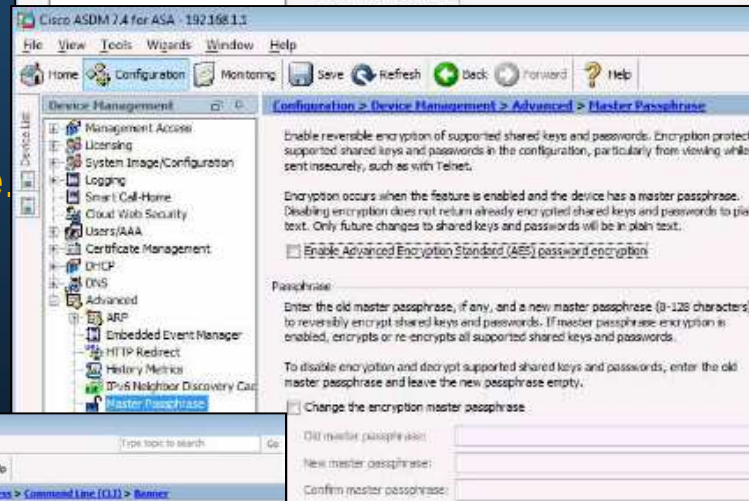 Cisco ASDM 7.4 for ASA - 192.168.1.1
File View Tools Wizards Window Help
Home Configuration Monitoring Save Refresh Back Forward Help
Device List
Device Management
Management Access
Licensing
System Image/Configuration
Logging
Smart Call-Home
Cloud Web Security
Users/AAA
Certificate Management
DHCP
DNS
Advanced
ARP
Embedded Event Manager
HTTP Redirect
History Metrics
IPv6 Neighbor Discovery Cac
Master Passphrase
Configuration > Device Management > Advanced > Master Passphrase
Enable reversible encryption of supported shared keys and passwords. Encryption protect
supported shared keys and passwords in the configuration, particularly from viewing while
sent insecurely, such as with Telnet.
Encryption occurs when the feature is enabled and the device has a master passphrase.
Disabling encryption does not return already encrypted shared keys and passwords to plai
text. Only future changes to shared keys and passwords will be in plain text.
Enable Advanced Encryption Standard (AES) password encryption
Passphrase
Enter the old master passphrase, if any, and a new master passphrase (8-128 characters)
to reversibly encrypt shared keys and passwords. If master passphrase encryption is
enabled, encrypts or re-encrypts all supported shared keys and passwords.
To disable encryption and decrypt supported shared keys and passwords, enter the old
master passphrase and leave the new passphrase empty.
Change the encryption master passphrase
Old master passphrase:
New master passphrase:
Confirm master passphrase:
e.
Type topic to search Go
lp
ess > Command Line (CLI) > Banner